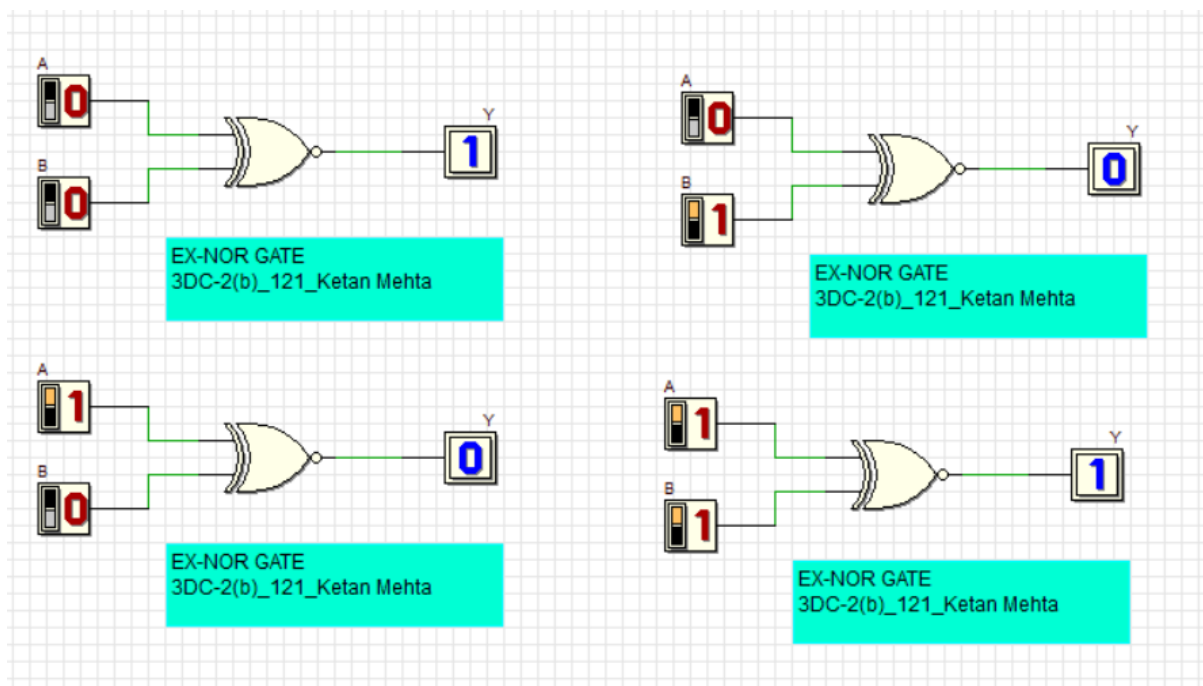 A
0
B
0
Y
1
EX-NOR GATE
3DC-2(b)_121_Ketan Mehta
A
0
B
1
Y
0
EX-NOR GATE
3DC-2(b)_121_Ketan Mehta
A
1
B
0
Y
0
EX-NOR GATE
3DC-2(b)_121_Ketan Mehta
A
1
B
1
Y
1
EX-NOR GATE
3DC-2(b)_121_Ketan Mehta